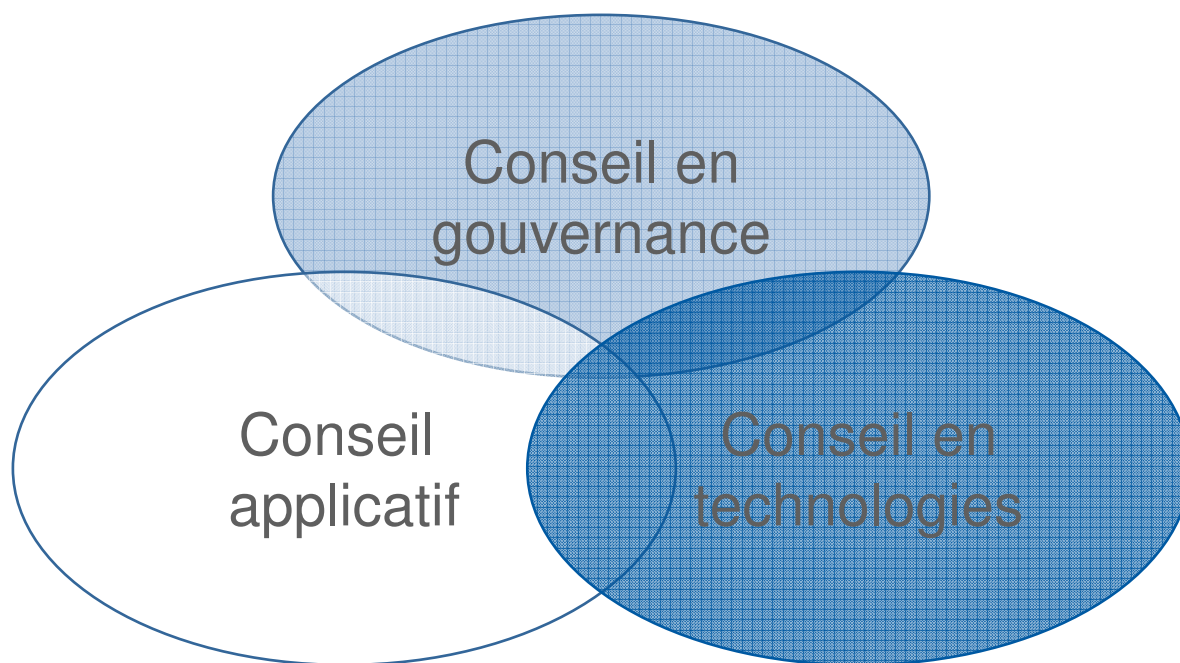 Conseil en
gouvernance
Conseil
applicatif
Conseil en
technologies